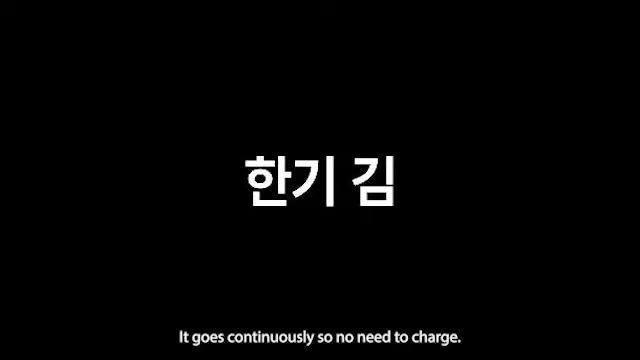 한기 김
It goes continuously so no need to charge.